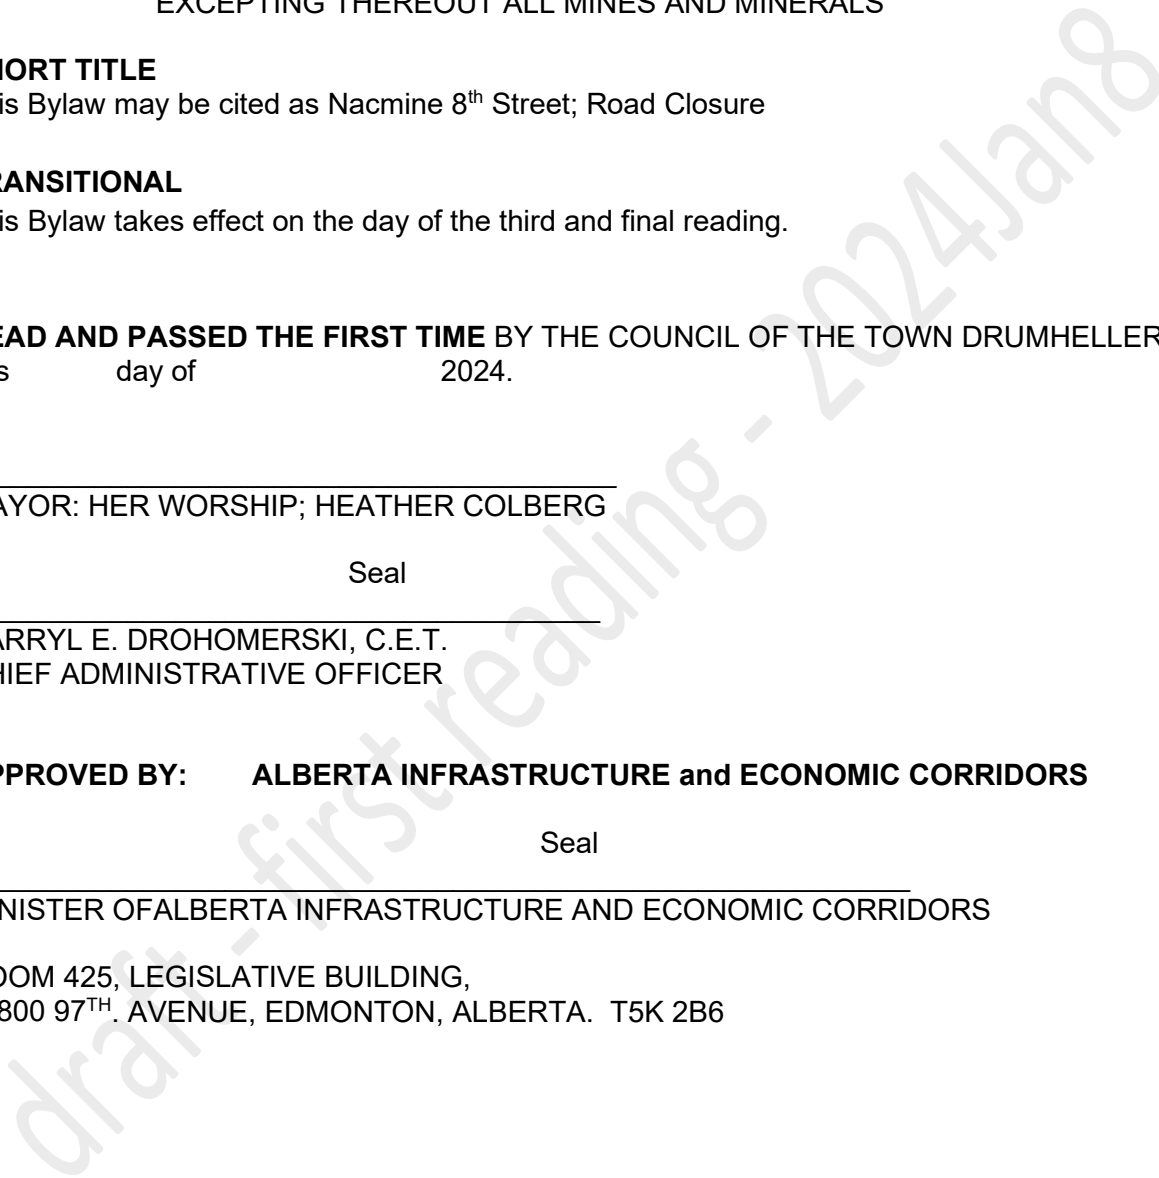 EXCEPTING THEREOUT ALL MINES AND MINERALS
HORT TITLE
is Bylaw may be cited as Nacmine 8th Street; Road Closure
RANSITIONAL
is Bylaw takes effect on the day of the third and final reading.
EAD AND PASSED THE FIRST TIME BY THE COUNCIL OF THE TOWN DRUMHELLER
s day of 2024.
AYOR: HER WORSHIP; HEATHER COLBERG
Seal
ARRYL E. DROHOMERSKI, C.E.T.
HIEF ADMINISTRATIVE OFFICER
PPROVED BY: ALBERTA INFRASTRUCTURE and ECONOMIC CORRIDORS
Seal
NISTER OFALBERTA INFRASTRUCTURE AND ECONOMIC CORRIDORS
OOM 425, LEGISLATIVE BUILDING,
800 97TH. AVENUE, EDMONTON, ALBERTA. T5K 2B6
draft - first reading - 2024Jan8